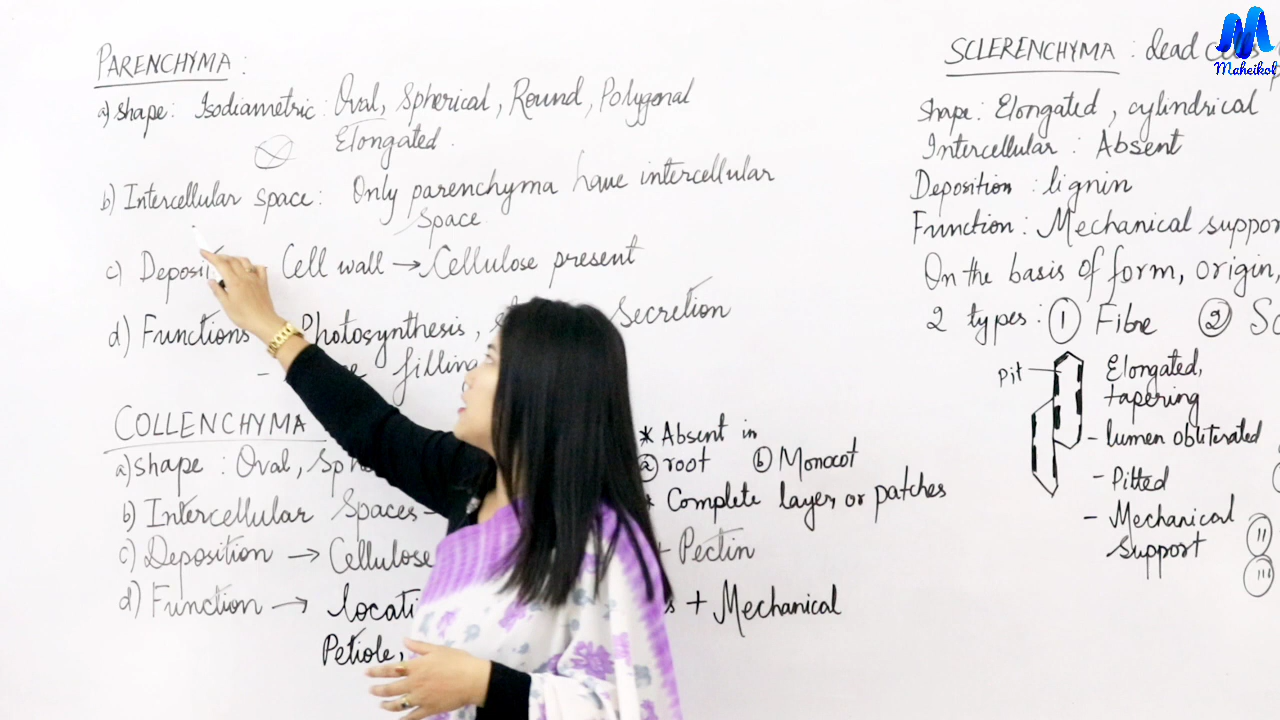 PARENCHYMA :
a) Shape: Isodiametric: Oval, Spherical, Round, Polygonal
Elongated.
b) Intercellular space: Only parenchyma have intercellular
space
c) Cell wall → Cellulose present
d) Functions Photosynthesis, Secretion
- filling
COLLENCHYMA
a) Shape : Oval,
b) Intercellular Spaces -
c) Deposition → Cellulose + Pectin
d) Function → + Mechanical
Petiole,
* Absent in
(a) root (b) Monocot
* Complete layer or patches
SCLERENCHYMA : dead
Shape: Elongated, cylindrical
Intercellular : Absent
Deposition : lignin
Function: Mechanical
On the basis of form, origin,
2 types: (1) Fibre (2)
Pit
Elongated,
tapering
- lumen obliterated
- Pitted
- Mechanical
support
(II)
(III)
M
Maheikol